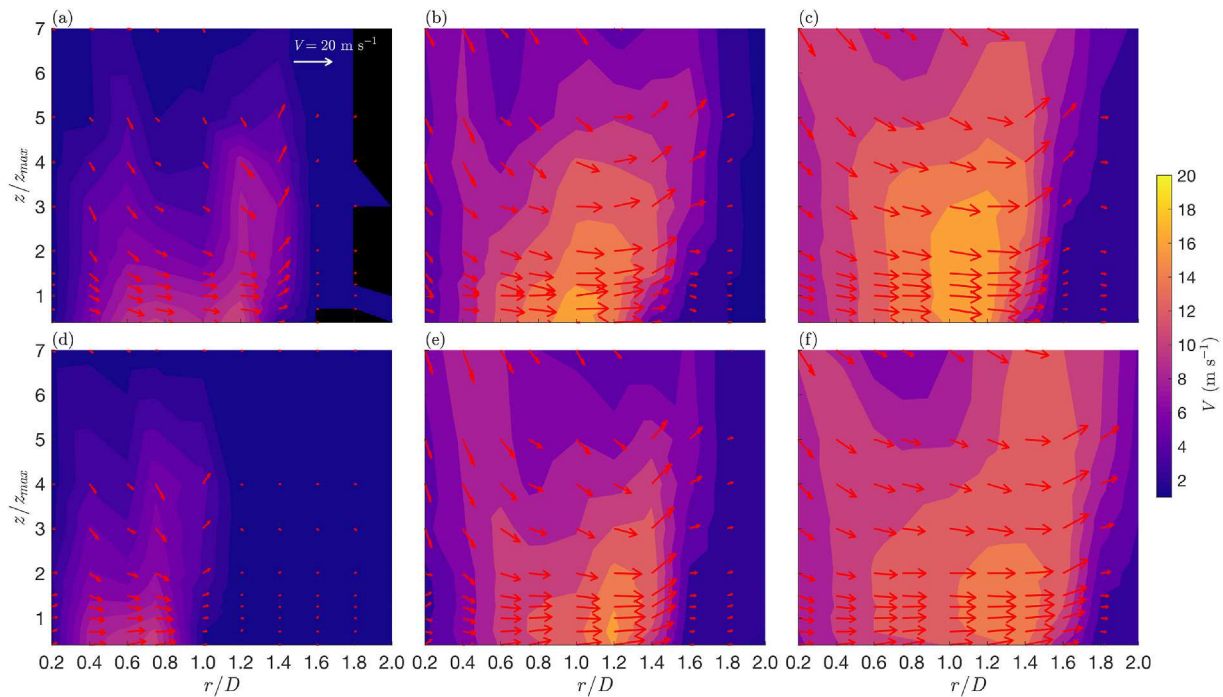 (a) (b) (c)
7 6 5 4 3 2 1
z/z_max
V = 20 m s⁻¹
(d) (e) (f)
7 6 5 4 3 2 1
z/z_max
0.2 0.4 0.6 0.8 1.0 1.2 1.4 1.6 1.8 2.0
0.2 0.4 0.6 0.8 1.0 1.2 1.4 1.6 1.8 2.0
0.2 0.4 0.6 0.8 1.0 1.2 1.4 1.6 1.8 2.0
r/D r/D r/D
20 18 16 14 12 10 8 6 4 2
V (m s⁻¹)